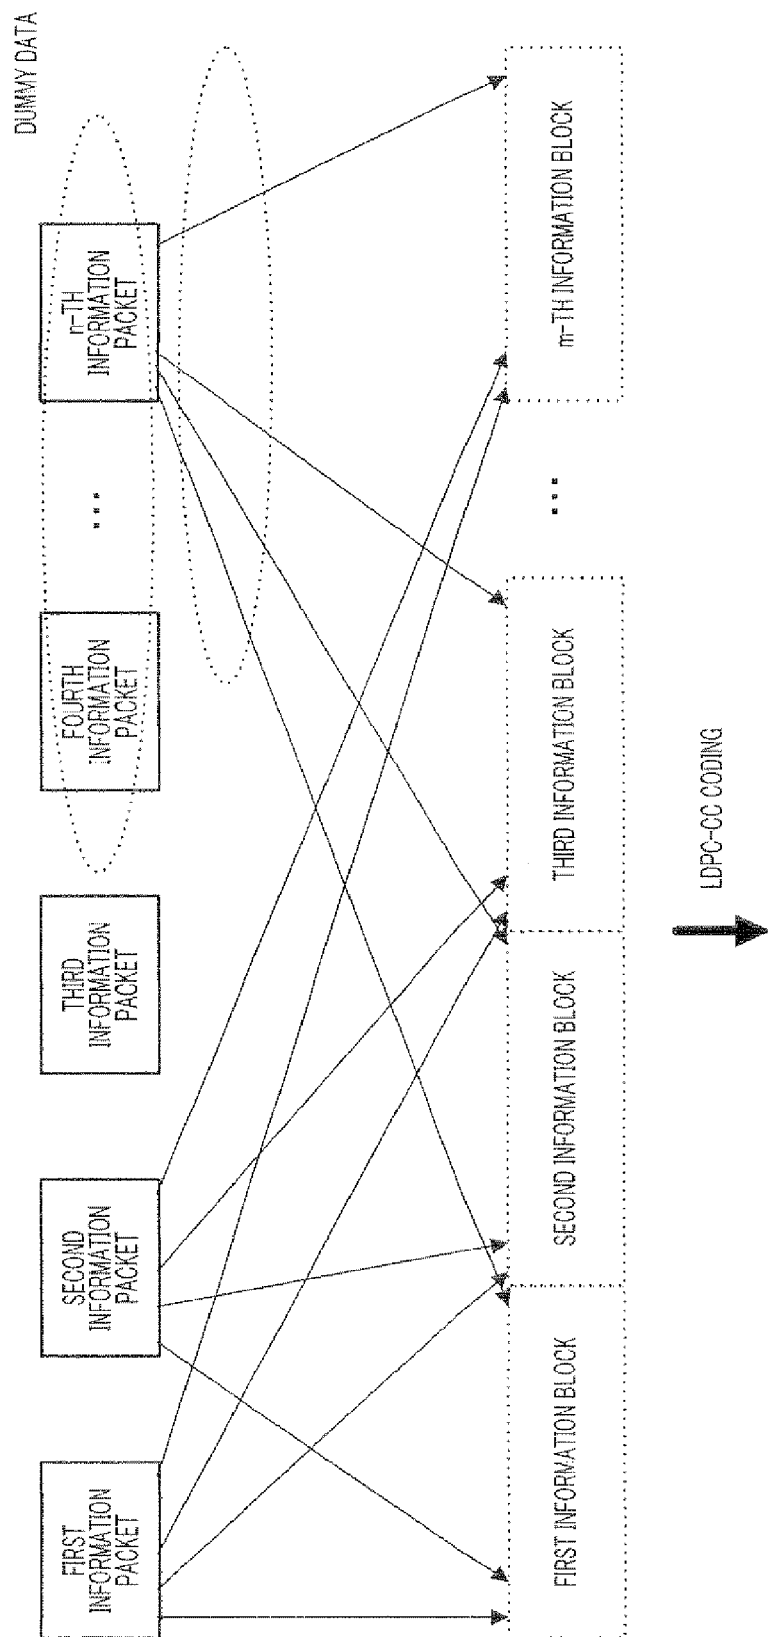 DUMMY DATA
FIRST
INFORMATION
PACKET
SECOND
INFORMATION
PACKET
THIRD
INFORMATION
PACKET
FOURTH
INFORMATION
PACKET
...
n-TH
INFORMATION
PACKET
FIRST INFORMATION BLOCK
SECOND INFORMATION BLOCK
THIRD INFORMATION BLOCK
...
m-TH INFORMATION BLOCK
LDPC-CC CODING